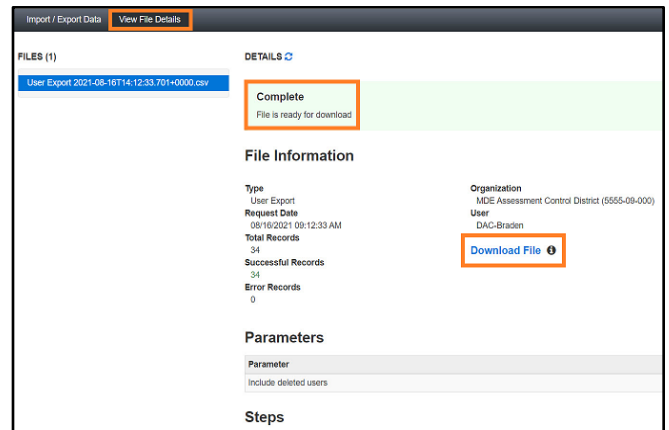 Import / Export Data View File Details
FILES (1)
User Export 2021-08-16T14:12:33.701+0000.csv
DETAILS
Complete
File is ready for download
File Information
Type
User Export
Request Date
08/16/2021 09:12:33 AM
Total Records
34
Successful Records
34
Error Records
0
Organization
MDE Assessment Control District (5555-09-000)
User
DAC-Braden
Download File
Parameters
Parameter
Include deleted users
Steps